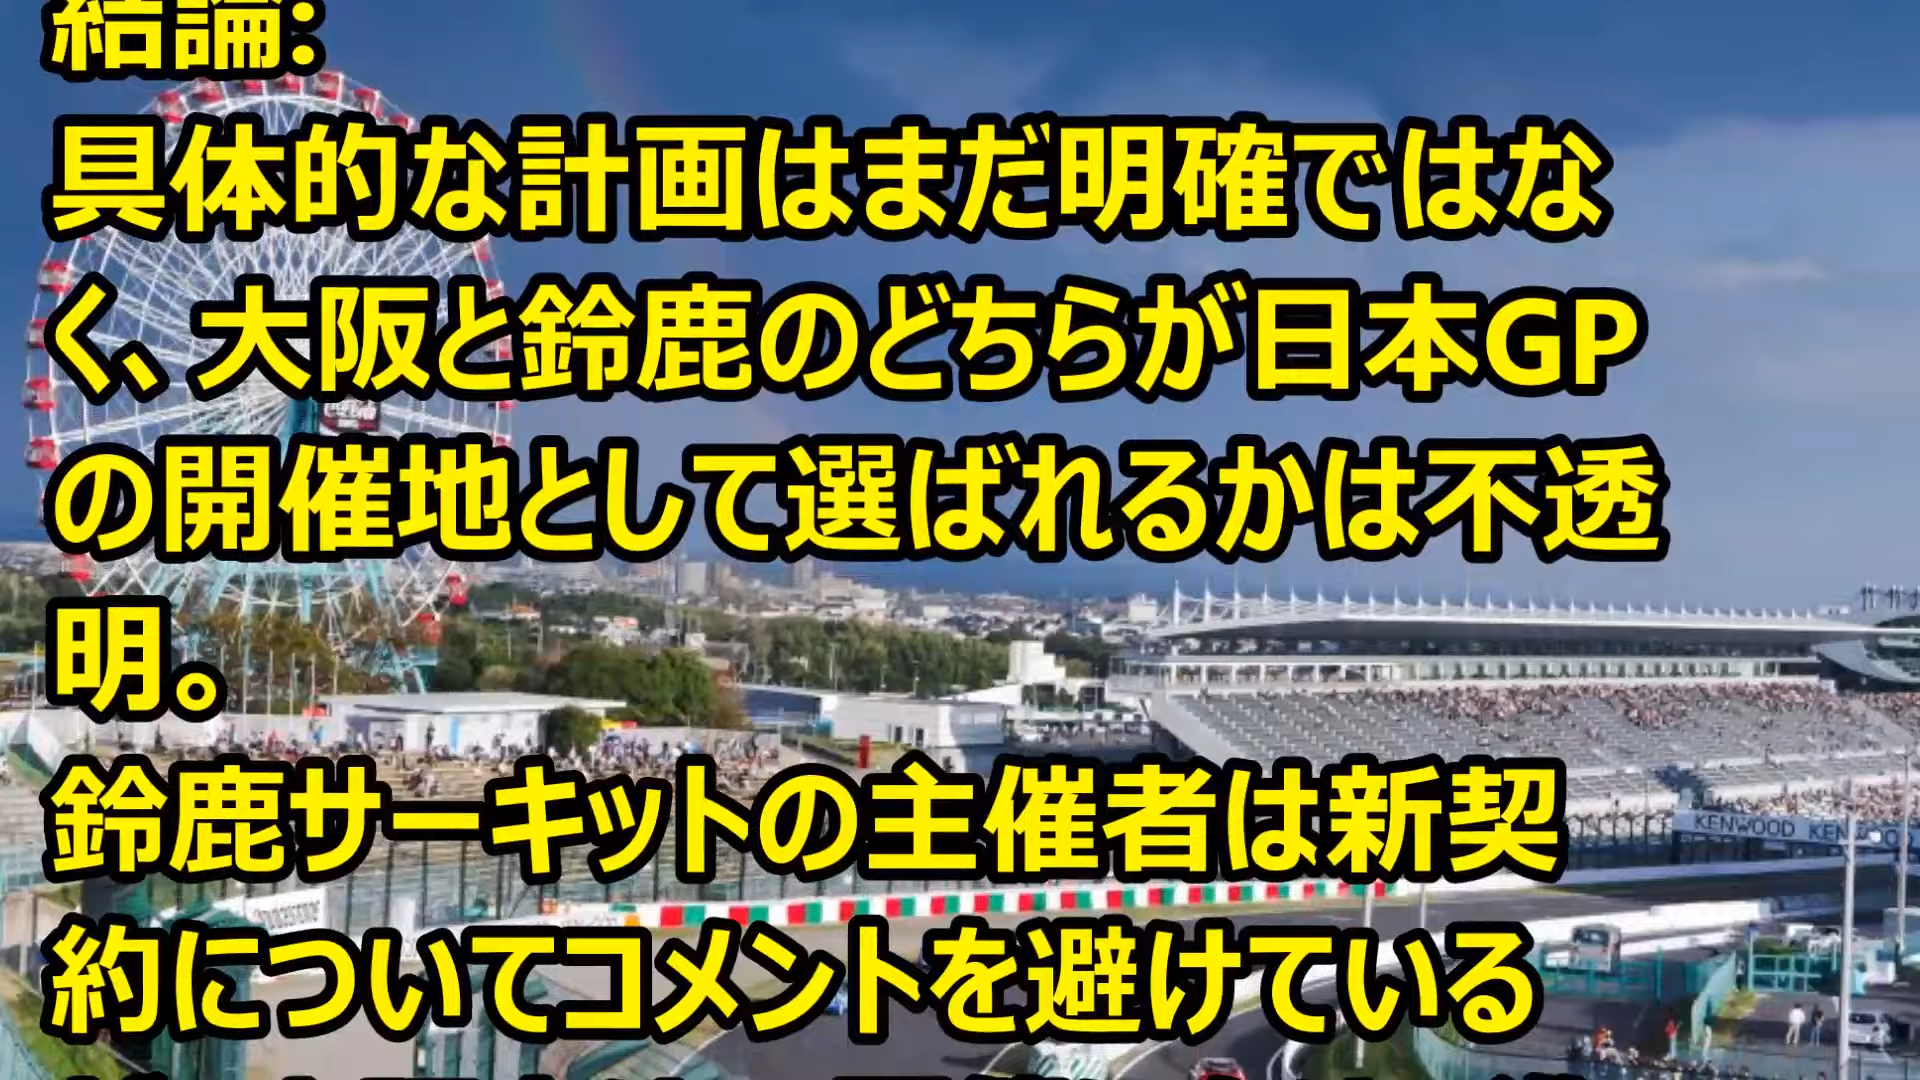 結論:
具体的な計画はまだ明確ではな
く、大阪と鈴鹿のどちらが日本GP
の開催地として選ばれるかは不透
明。
鈴鹿サーキットの主催者は新契
約についてコメントを避けている
KENWOOD KENWOOD